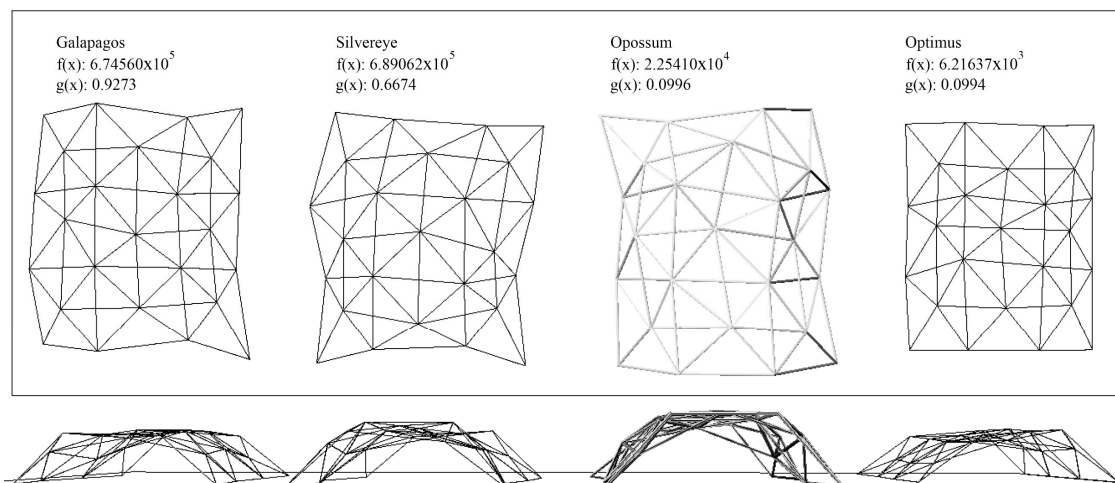 Galapagos
f(x): 6.74560x10^5
g(x): 0.9273
Silvereye
f(x): 6.89062x10^5
g(x): 0.6674
Opossum
f(x): 2.25410x10^4
g(x): 0.0996
Optimus
f(x): 6.21637x10^3
g(x): 0.0994